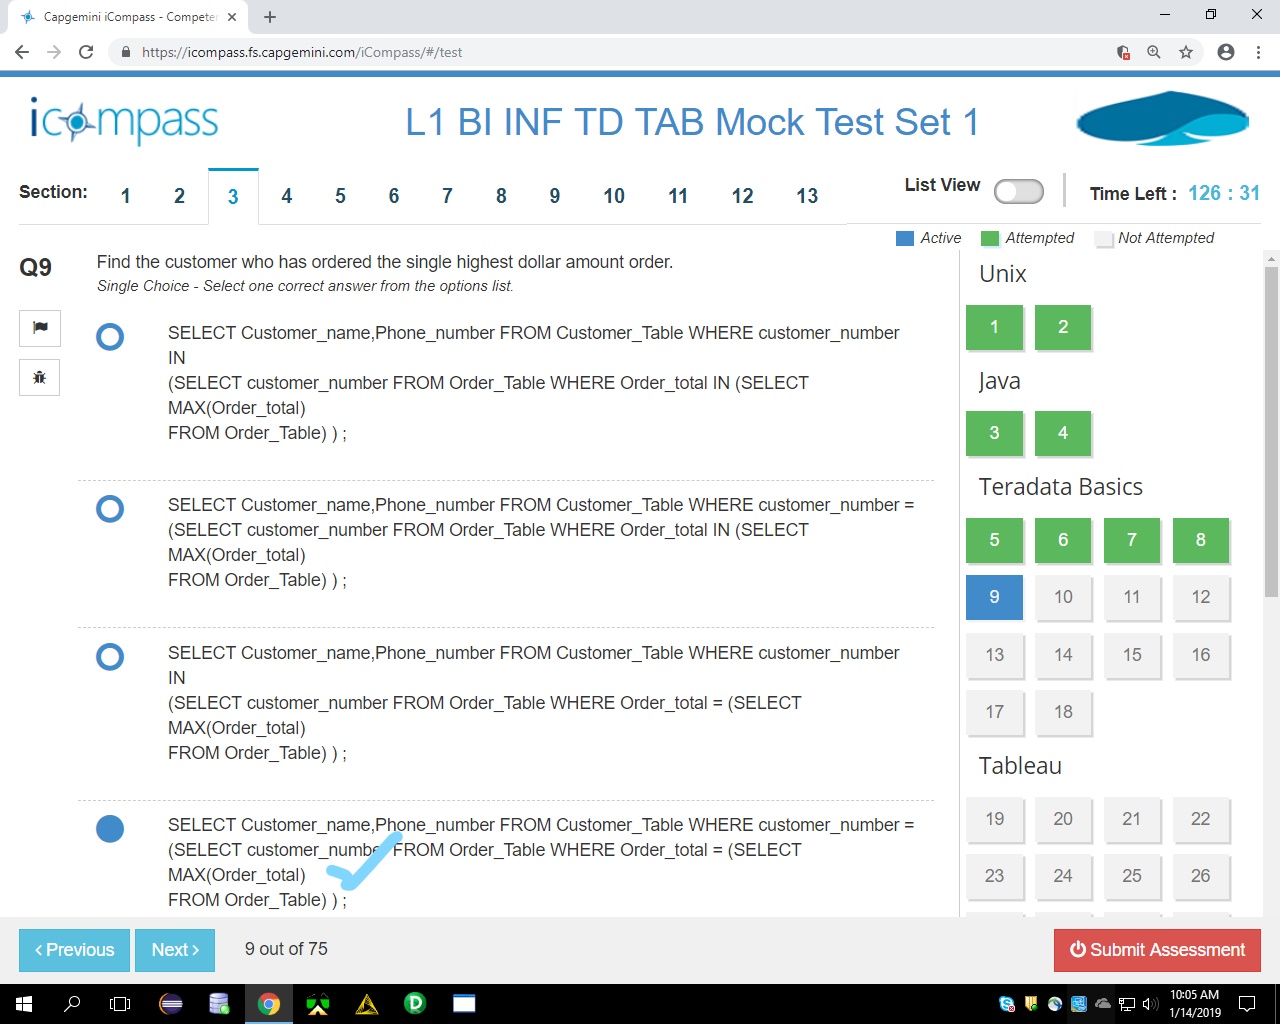 Capgemini iCompass - Compete
https://icompass.fs.capgemini.com/iCompass/#/test
icompass
L1 BI INF TD TAB Mock Test Set 1
Section: 1 2 3 4 5 6 7 8 9 10 11 12 13
List View
Time Left : 126 : 31
Active Attempted Not Attempted
Q9
Find the customer who has ordered the single highest dollar amount order.
Single Choice - Select one correct answer from the options list.
SELECT Customer_name,Phone_number FROM Customer_Table WHERE customer_number
IN
(SELECT customer_number FROM Order_Table WHERE Order_total IN (SELECT
MAX(Order_total)
FROM Order_Table) ) ;
SELECT Customer_name,Phone_number FROM Customer_Table WHERE customer_number =
(SELECT customer_number FROM Order_Table WHERE Order_total IN (SELECT
MAX(Order_total)
FROM Order_Table) ) ;
SELECT Customer_name,Phone_number FROM Customer_Table WHERE customer_number
IN
(SELECT customer_number FROM Order_Table WHERE Order_total = (SELECT
MAX(Order_total)
FROM Order_Table) ) ;
SELECT Customer_name,Phone_number FROM Customer_Table WHERE customer_number =
(SELECT customer_number FROM Order_Table WHERE Order_total = (SELECT
MAX(Order_total)
FROM Order_Table) ) ;
Unix
1 2
Java
3 4
Teradata Basics
5 6 7 8
9 10 11 12
13 14 15 16
17 18
Tableau
19 20 21 22
23 24 25 26
Previous
Next
9 out of 75
Submit Assessment
10:05 AM
1/14/2019